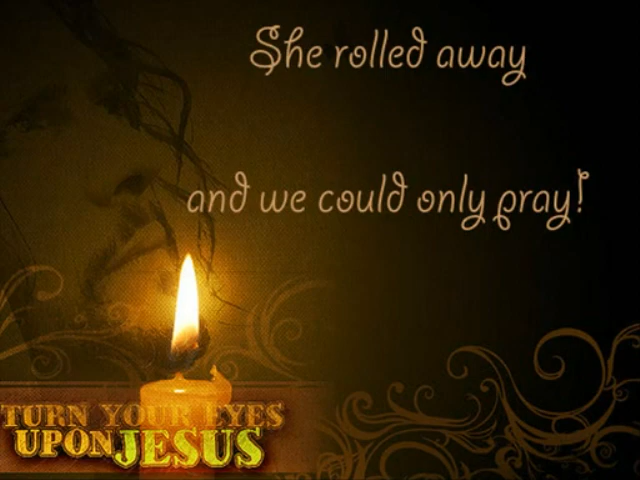 She rolled away
and we could only pray!
TURN YOUR EYES
UPON JESUS